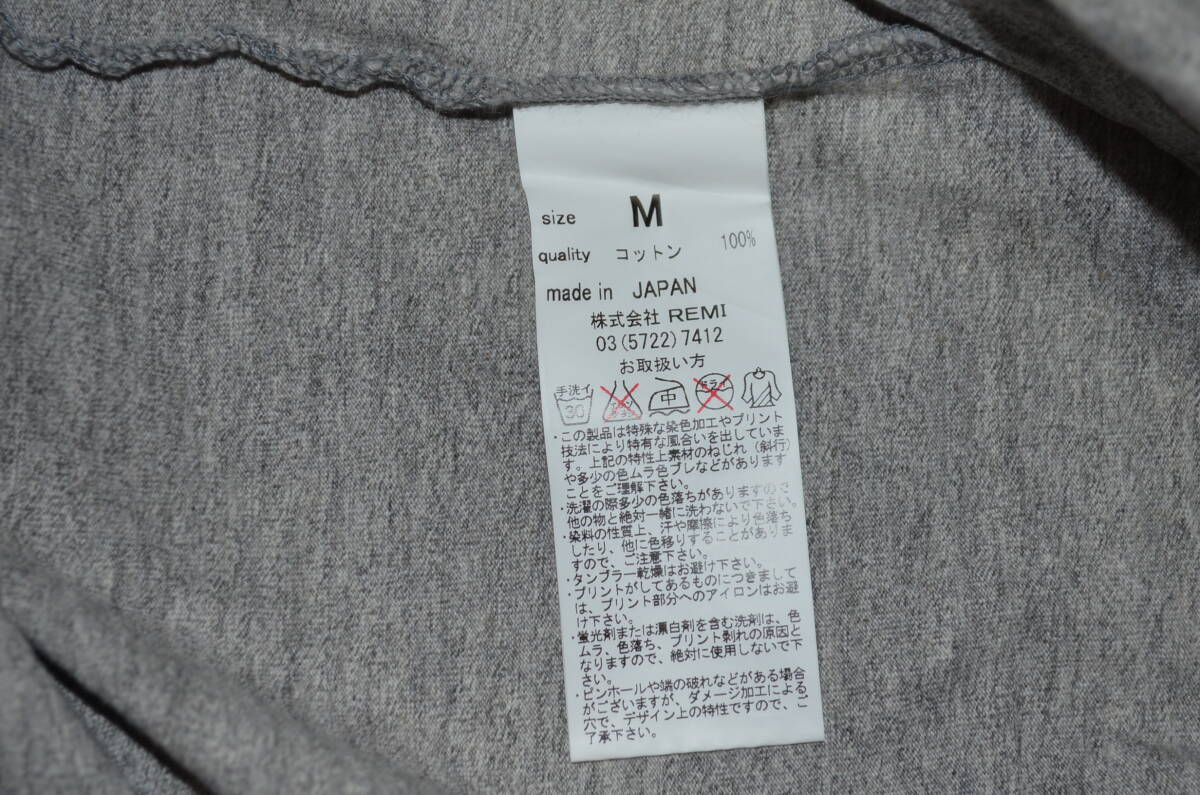 size M
quality コットン 100%
made in JAPAN
株式会社 REMI
03(5722)7412
お取扱い方
手洗イ 30 中 ドライ
・この製品は特殊な染色加工やプリント
技法により特有な風合いを出していま
す。上記の特性上素材のねじれ（斜行）
や多少の色ムラ色ブレなどがあります
ことをご理解下さい。
・洗濯の際多少の色落ちがありますので、
他の物と絶対一緒に洗わないで下さい。
・染料の性質上、汗や摩擦により色落ち
したり、他に色移りすることがありま
すので、ご注意下さい。
・タンブラー乾燥はお避け下さい。
・プリントがしてあるものにつきまして
は、プリント部分へのアイロンはお避
け下さい。
・蛍光剤または漂白剤を含む洗剤は、色
ムラ、色落ち、プリント剥れの原因と
なりますので、絶対に使用しないで下
さい。
・ピンホールや端の破れなどがある場合
がございますが、ダメージ加工による
穴で、デザイン上の特性ですので、ご
了承下さい。